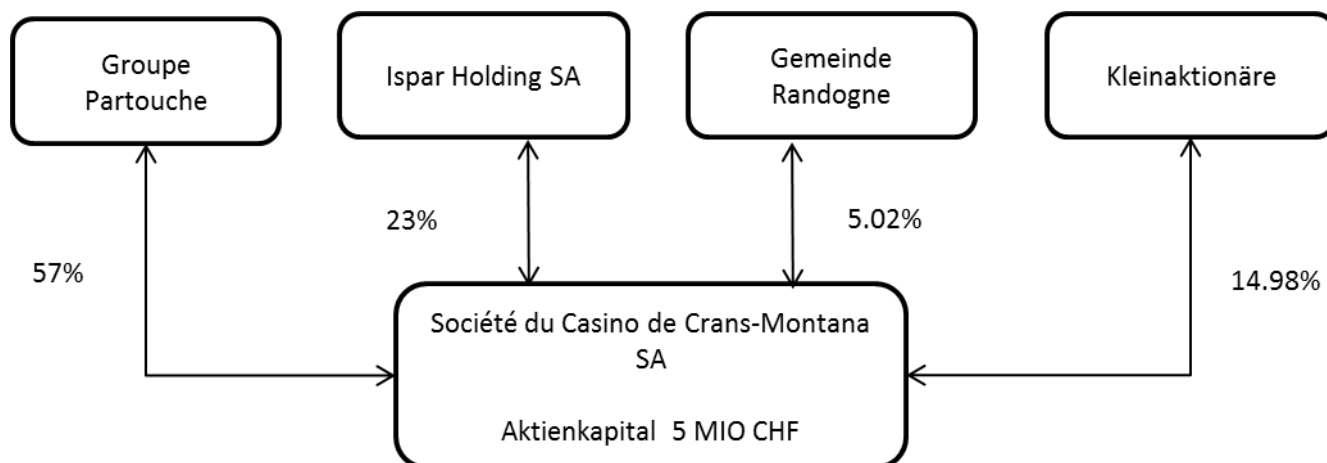 Groupe
Partouche
Ispar Holding SA
Gemeinde
Randogne
Kleinaktionäre
57%
23%
5.02%
14.98%
Société du Casino de Crans-Montana
SA
Aktienkapital 5 MIO CHF